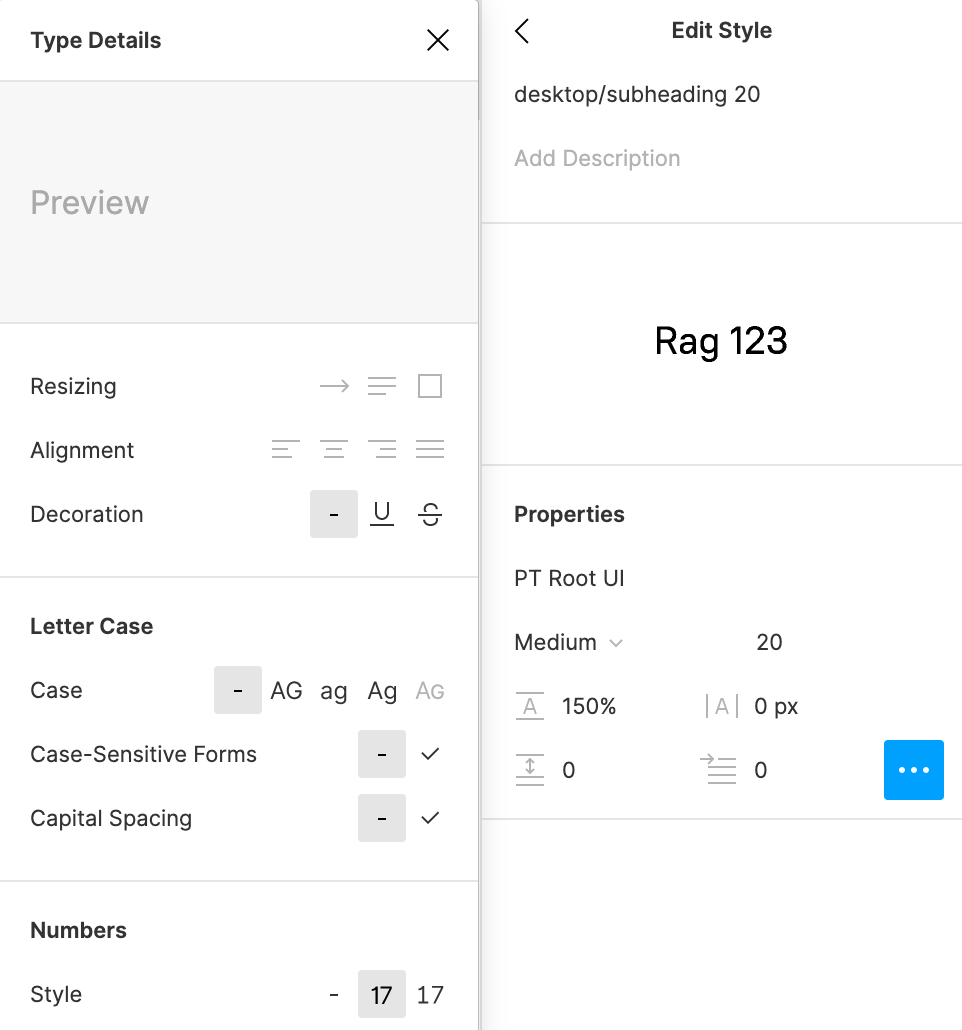 Type Details
Preview
Resizing
Alignment
Decoration - U S
Letter Case
Case - AG ag Ag AG
Case-Sensitive Forms -
Capital Spacing -
Numbers
Style - 17 17
Edit Style
desktop/subheading 20
Add Description
Rag 123
Properties
PT Root UI
Medium 20
A 150% |A| 0 px
0 0